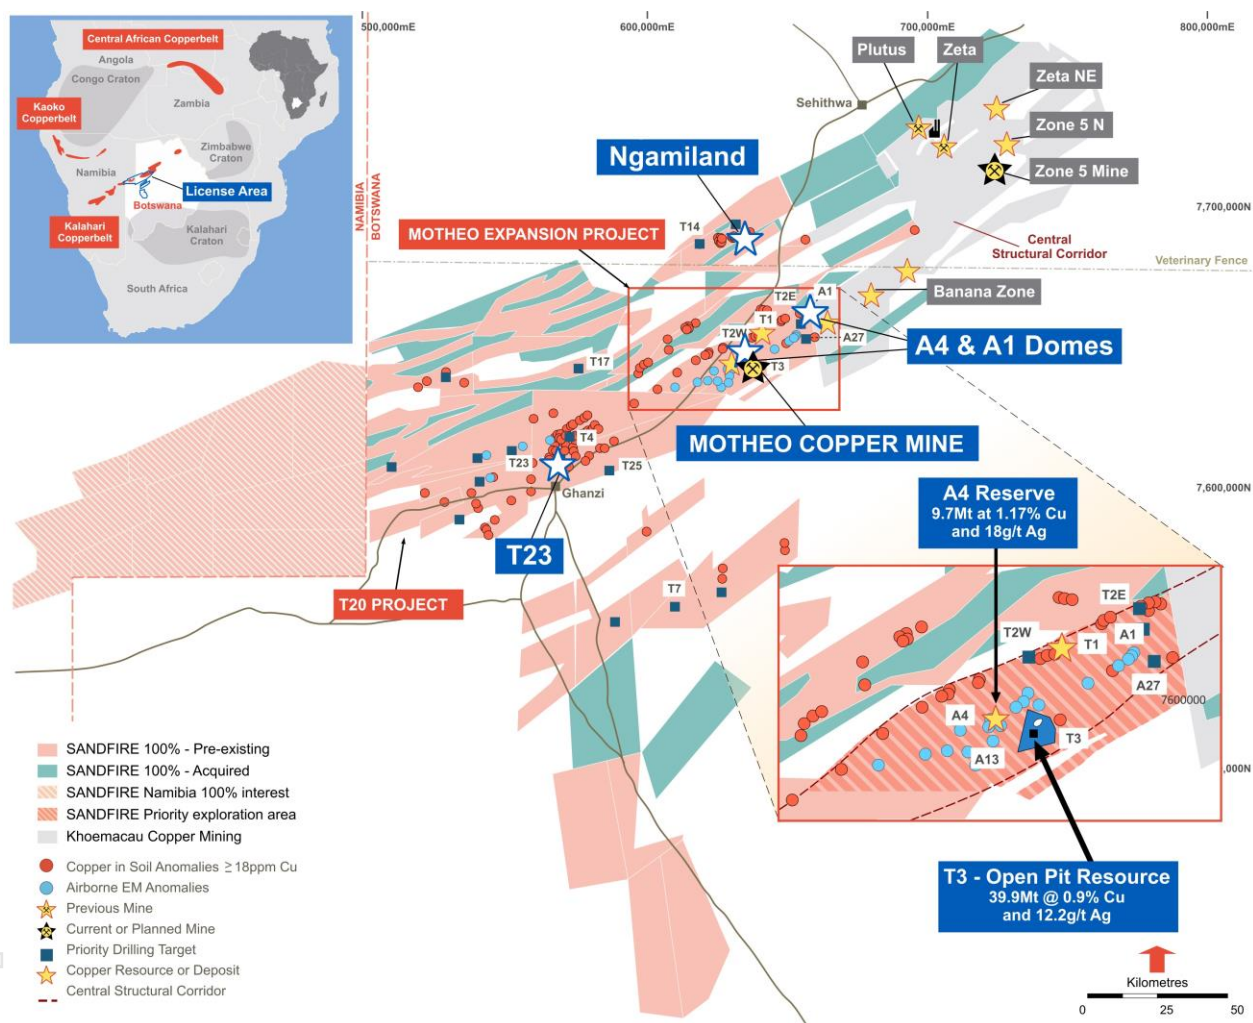 500,000mE
600,000mE
700,000mE
800,000mE
Central African Copperbelt
Angola
Congo Craton
Zambia
Kaoko
Copperbelt
Zimbabwe
Craton
Namibia
License Area
Botswana
Kalahari
Copperbelt
Kalahari
Craton
South Africa
NAMIBIA
BOTSWANA
Plutus
Zeta
Sehithwa
Zeta NE
Zone 5 N
Zone 5 Mine
Ngamiland
7,700,000N
T14
MOTHEO EXPANSION PROJECT
Central
Structural Corridor
Veterinary Fence
Banana Zone
T2E
A1
T1
T2W
A27
A4 & A1 Domes
T17
T3
T4
MOTHEO COPPER MINE
T23
T25
Ghanzi
7,600,000N
A4 Reserve
9.7Mt at 1.17% Cu
and 18g/t Ag
T23
T7
T20 PROJECT
T2E
T2W
A1
T1
A27
7600000
A4
T3
A13
,000N
SANDFIRE 100% - Pre-existing
SANDFIRE 100% - Acquired
SANDFIRE Namibia 100% interest
SANDFIRE Priority exploration area
Khoemacau Copper Mining
Copper in Soil Anomalies ≥18ppm Cu
Airborne EM Anomalies
Previous Mine
Current or Planned Mine
Priority Drilling Target
Copper Resource or Deposit
Central Structural Corridor
T3 - Open Pit Resource
39.9Mt @ 0.9% Cu
and 12.2g/t Ag
Kilometres
0 25 50